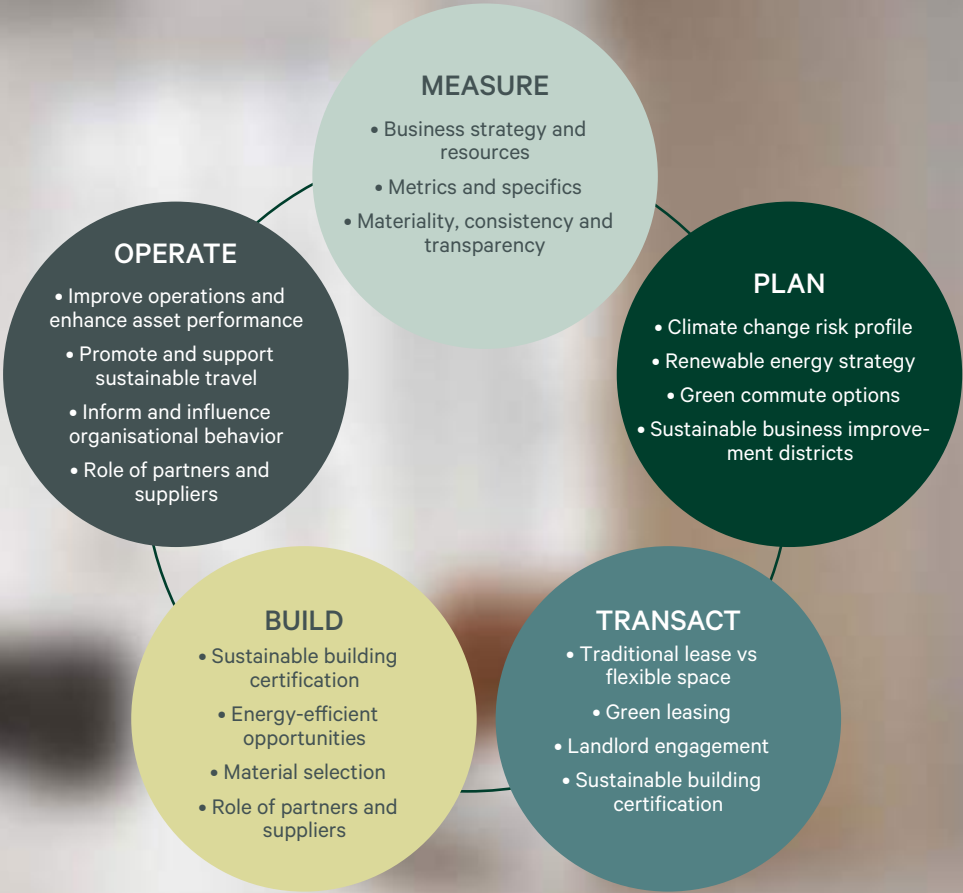 MEASURE
• Business strategy and
resources
• Metrics and specifics
• Materiality, consistency and
transparency
PLAN
• Climate change risk profile
• Renewable energy strategy
• Green commute options
• Sustainable business improve-
ment districts
TRANSACT
• Traditional lease vs
flexible space
• Green leasing
• Landlord engagement
• Sustainable building
certification
BUILD
• Sustainable building
certification
• Energy-efficient
opportunities
• Material selection
• Role of partners and
suppliers
OPERATE
• Improve operations and
enhance asset performance
• Promote and support
sustainable travel
• Inform and influence
organisational behavior
• Role of partners and
suppliers